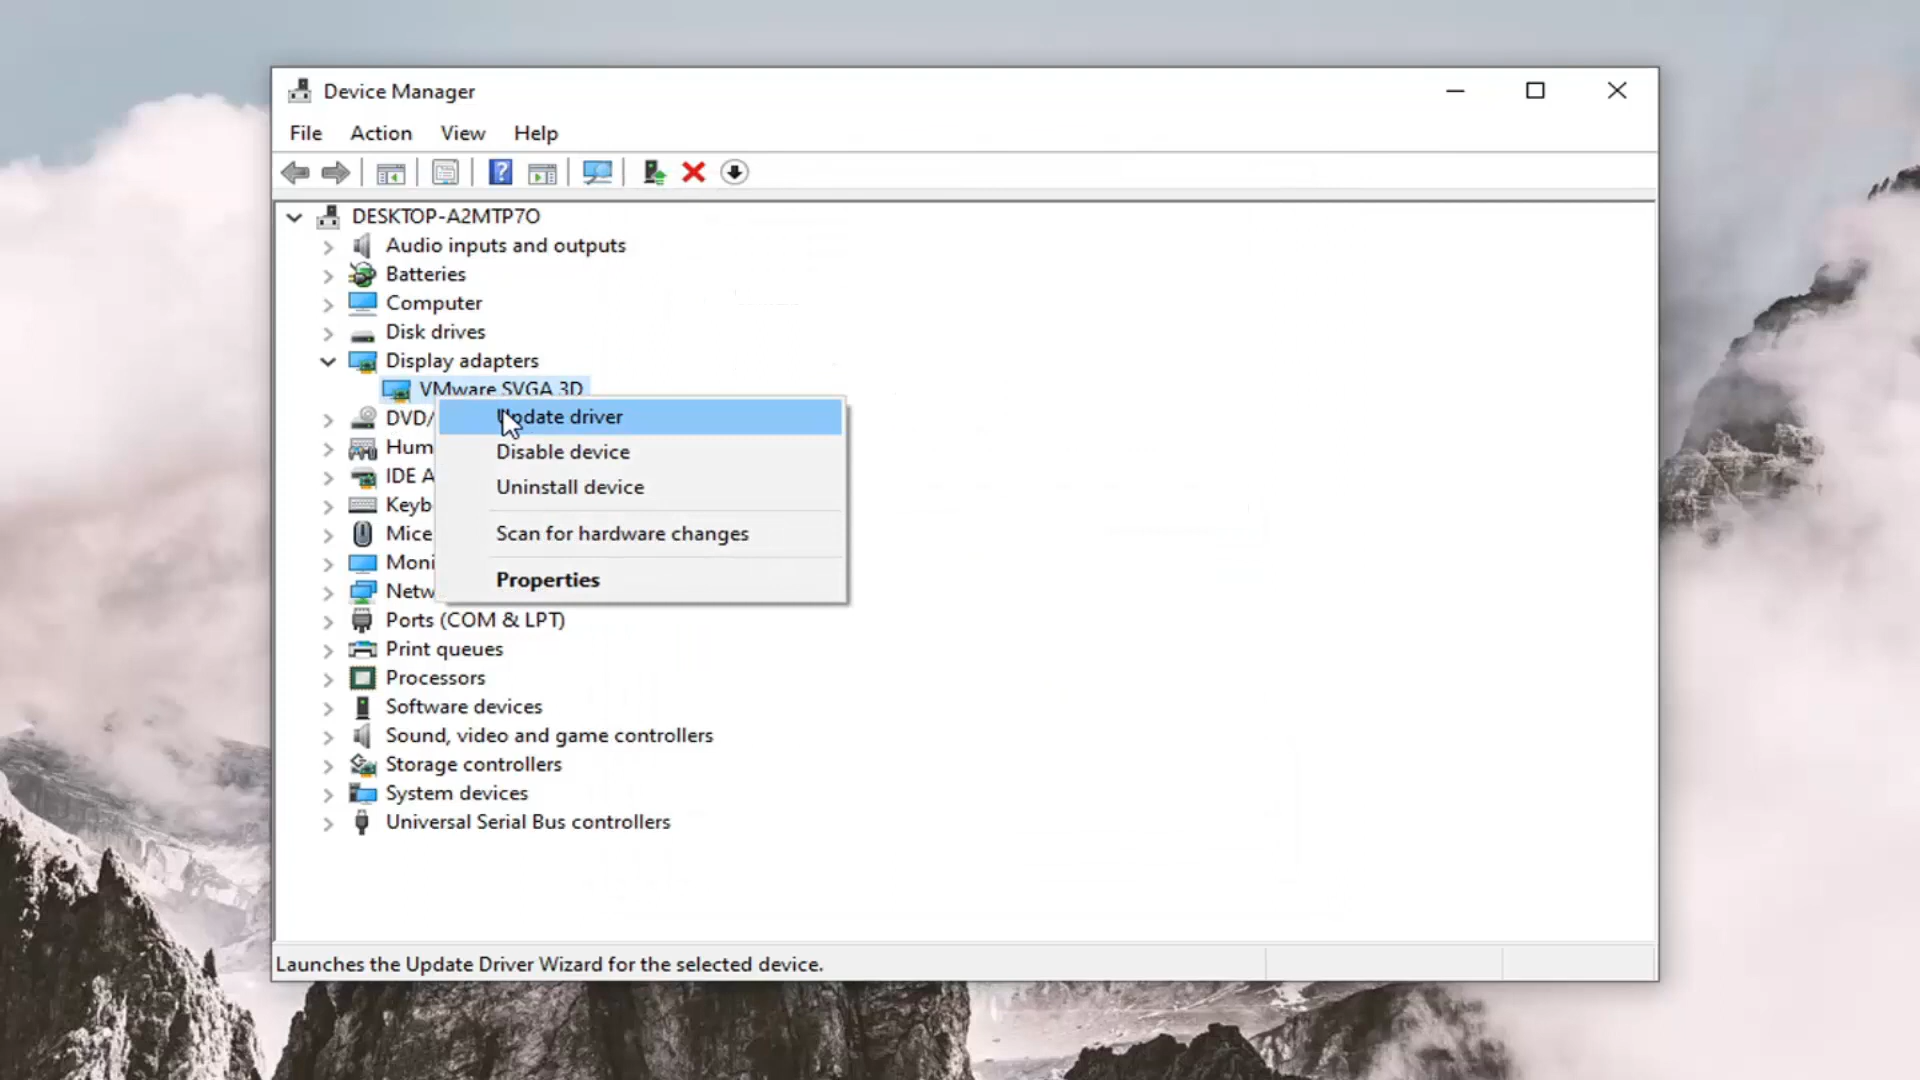 Device Manager
File Action View Help
DESKTOP-A2MTP7O
Audio inputs and outputs
Batteries
Computer
Disk drives
Display adapters
VMware SVGA 3D
Update driver
DVD/
Disable device
Hum
IDE A
Uninstall device
Keyb
Mice
Scan for hardware changes
Moni
Properties
Netw
Ports (COM & LPT)
Print queues
Processors
Software devices
Sound, video and game controllers
Storage controllers
System devices
Universal Serial Bus controllers
Launches the Update Driver Wizard for the selected device.